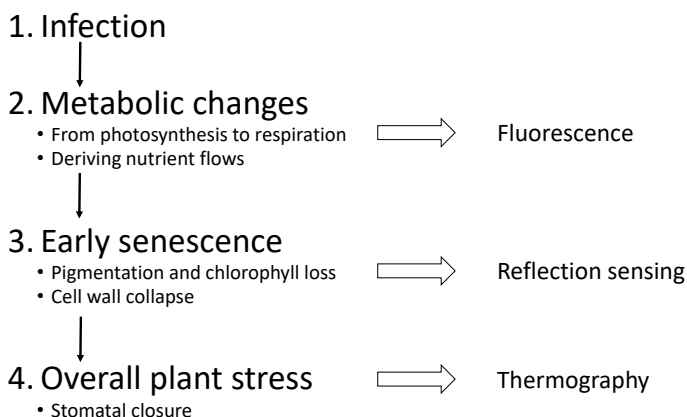 1. Infection
2. Metabolic changes
• From photosynthesis to respiration
• Deriving nutrient flows
Fluorescence
3. Early senescence
• Pigmentation and chlorophyll loss
• Cell wall collapse
Reflection sensing
4. Overall plant stress
• Stomatal closure
Thermography